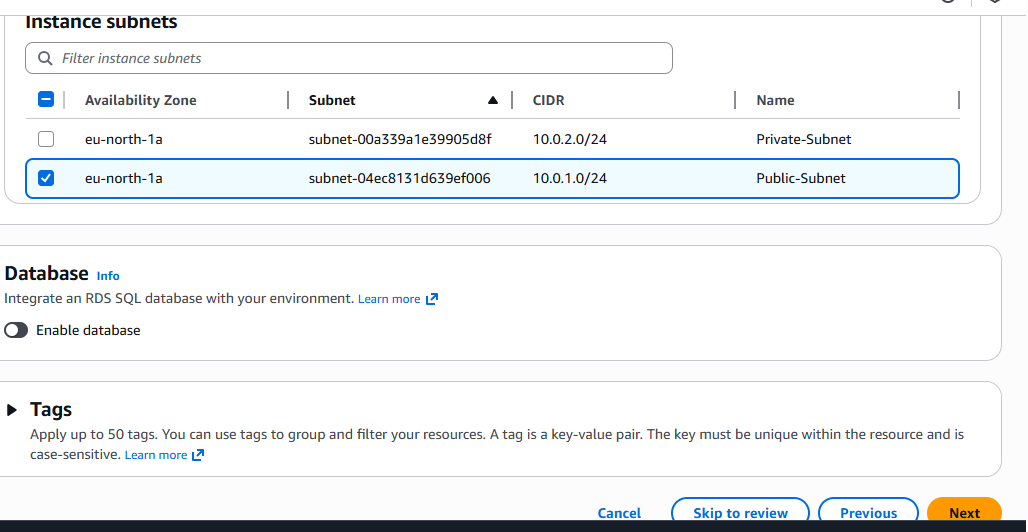 Instance subnets
Filter instance subnets
Availability Zone Subnet CIDR Name
eu-north-1a subnet-00a339a1e39905d8f 10.0.2.0/24 Private-Subnet
eu-north-1a subnet-04ec8131d639ef006 10.0.1.0/24 Public-Subnet
Database Info
Integrate an RDS SQL database with your environment. Learn more
Enable database
Tags
Apply up to 50 tags. You can use tags to group and filter your resources. A tag is a key-value pair. The key must be unique within the resource and is
case-sensitive. Learn more
Cancel Skip to review Previous Next